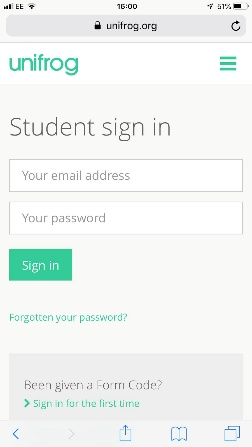 EE 16:00 61%
unifrog.org
unifrog
Student sign in
Your email address
Your password
Sign in
Forgotten your password?
Been given a Form Code?
Sign in for the first time